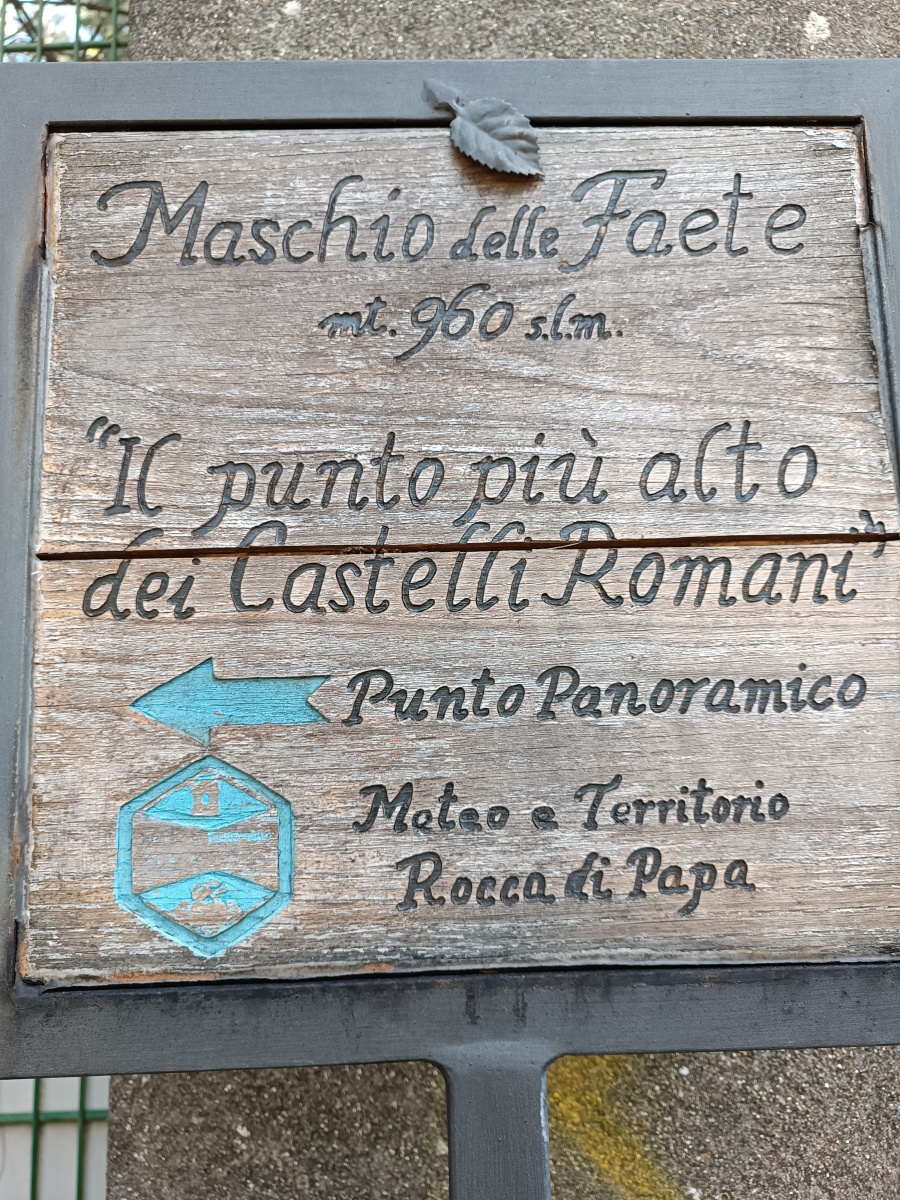 Maschio delle Faete
mt. 960 s.l.m.
"Il punto più alto
dei Castelli Romani"
Punto Panoramico
Meteo e Territorio
Rocca di Papa